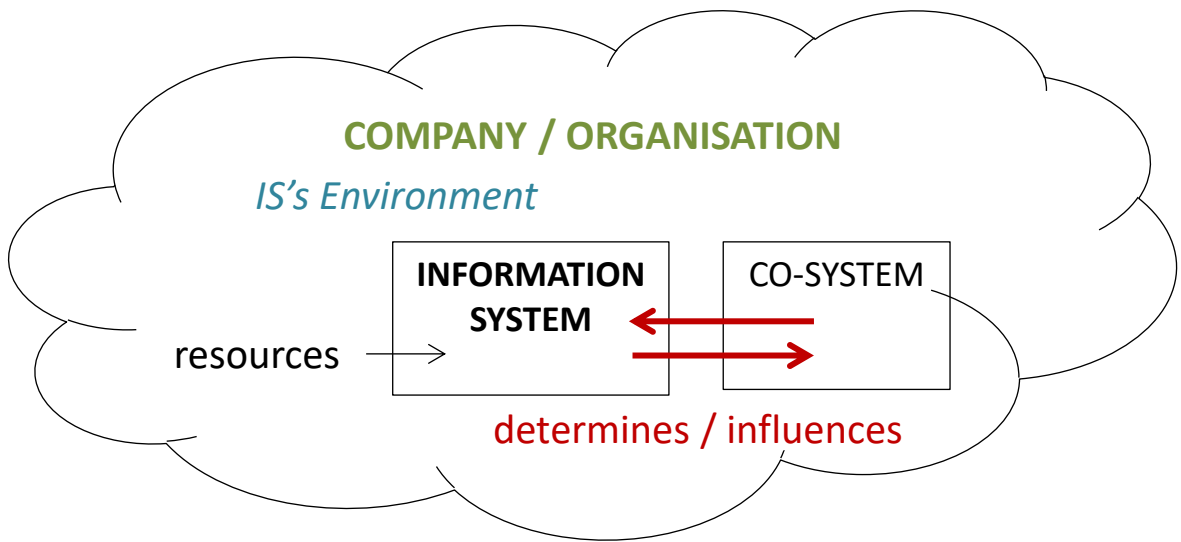 COMPANY / ORGANISATION
IS’s Environment
INFORMATION
SYSTEM
CO-SYSTEM
resources
determines / influences